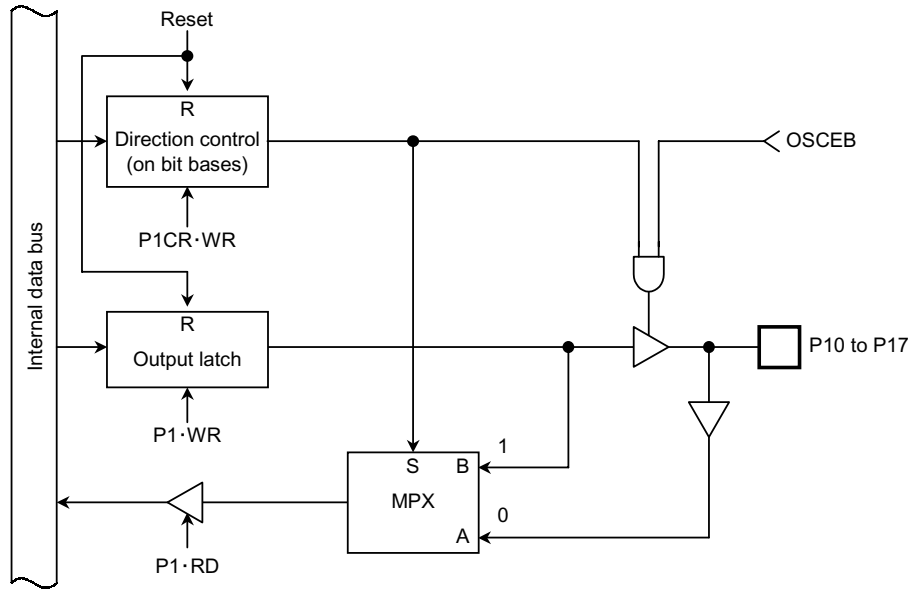 Reset
R
Direction control
(on bit bases)
OSCEB
P1CR·WR
Internal data bus
R
Output latch
P10 to P17
P1·WR
1
S B
MPX
0
A
P1·RD